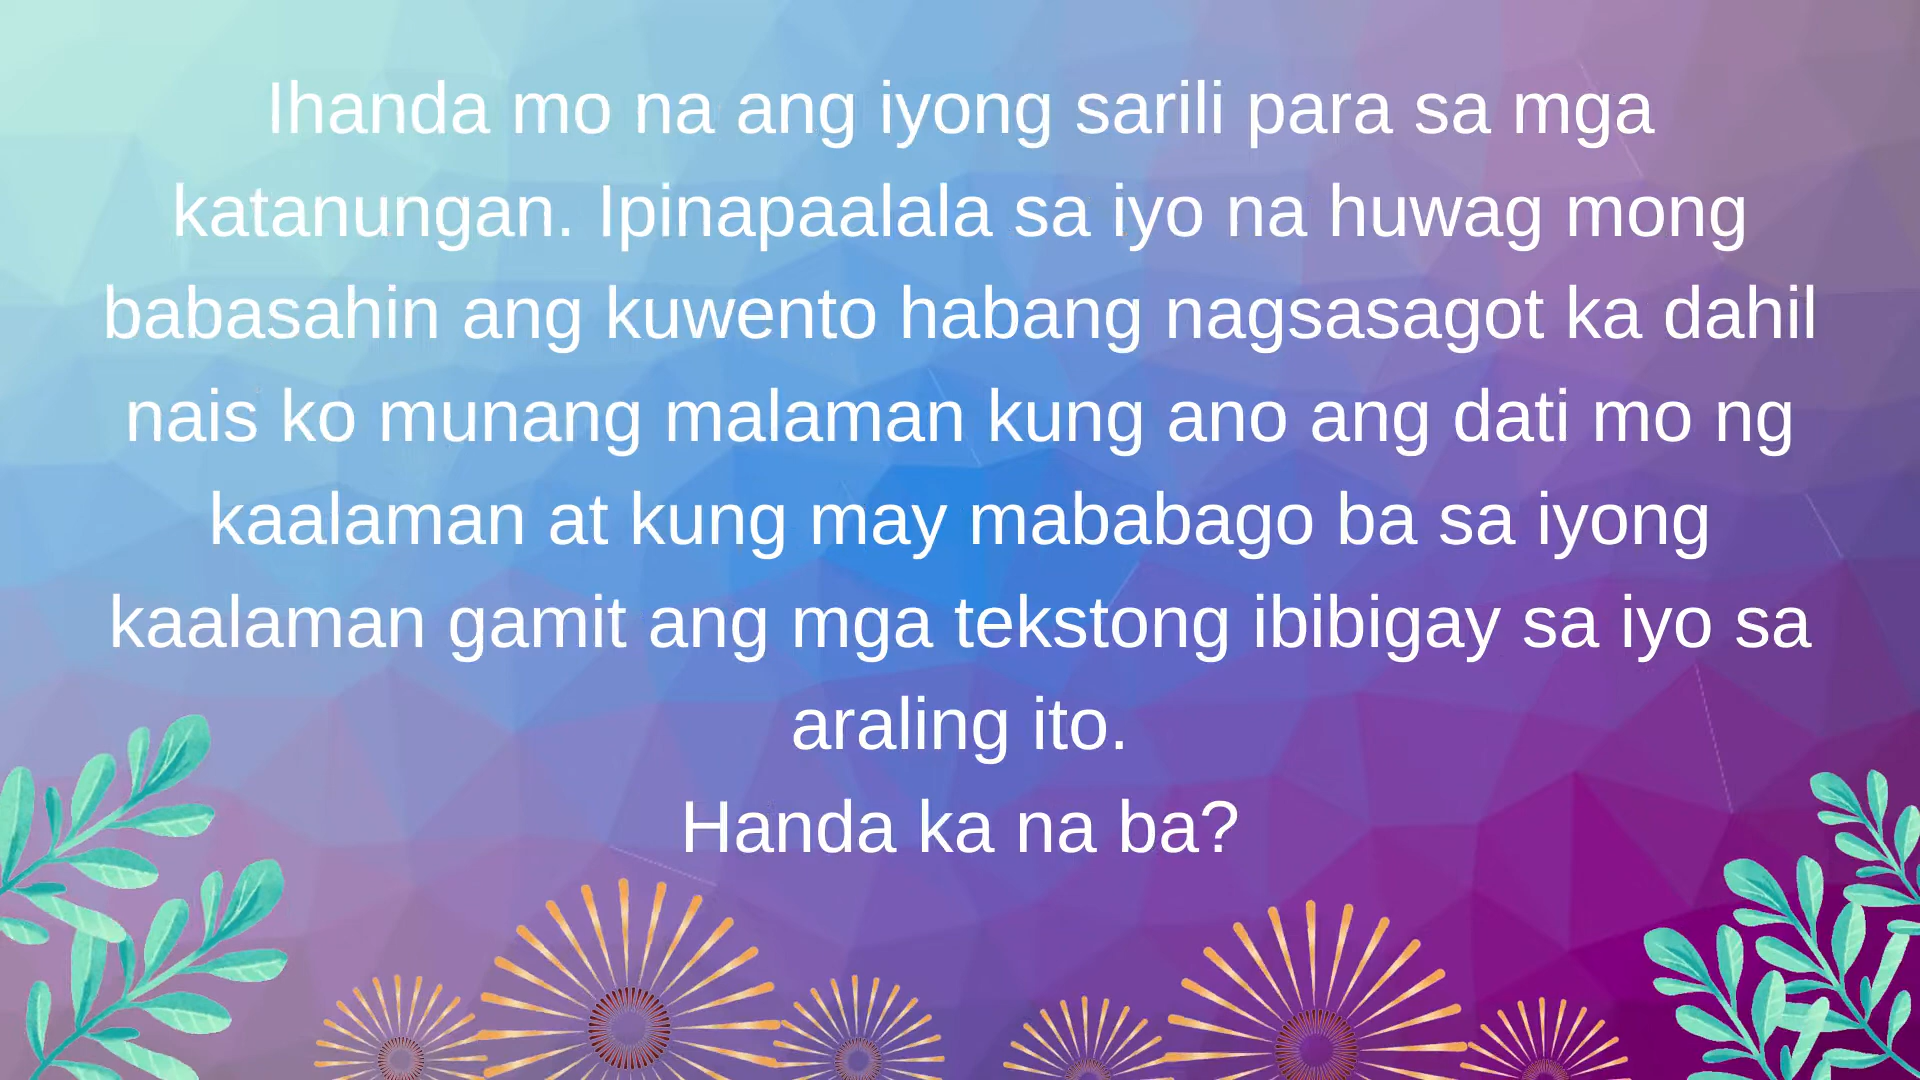 Ihanda mo na ang iyong sarili para sa mga
katanungan. Ipinapaalala sa iyo na huwag mong
babasahin ang kuwento habang nagsasagot ka dahil
nais ko munang malaman kung ano ang dati mo ng
kaalaman at kung may mababago ba sa iyong
kaalaman gamit ang mga tekstong ibibigay sa iyo sa
araling ito.
Handa ka na ba?